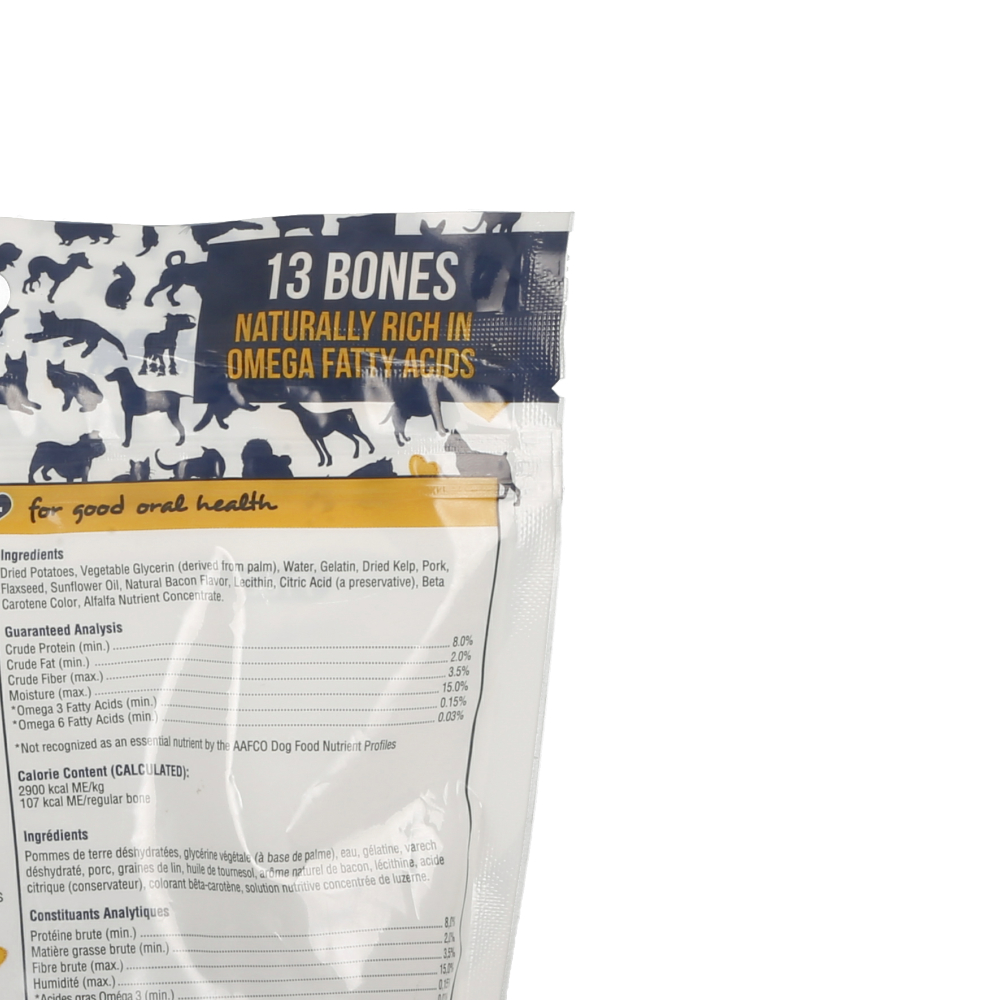 13 BONES
NATURALLY RICH IN
OMEGA FATTY ACIDS
for good oral health
Ingredients
Dried Potatoes, Vegetable Glycerin (derived from palm), Water, Gelatin, Dried Kelp, Pork,
Flaxseed, Sunflower Oil, Natural Bacon Flavor, Lecithin, Citric Acid (a preservative), Beta
Carotene Color, Alfalfa Nutrient Concentrate.
Guaranteed Analysis
Crude Protein (min.) 8.0%
Crude Fat (min.) 2.0%
Crude Fiber (max.) 3.5%
Moisture (max.) 15.0%
*Omega 3 Fatty Acids (min.) 0.15%
*Omega 6 Fatty Acids (min.) 0.03%
*Not recognized as an essential nutrient by the AAFCO Dog Food Nutrient Profiles
Calorie Content (CALCULATED):
2900 kcal ME/kg
107 kcal ME/regular bone
Ingrédients
Pommes de terre déshydratées, glycérine végétale (à base de palme), eau, gélatine, varech
déshydraté, porc, graines de lin, huile de tournesol, arôme naturel de bacon, lécithine, acide
citrique (conservateur), colorant bêta-carotène, solution nutritive concentrée de luzerne.
Constituants Analytiques
Protéine brute (min.) 8.0%
Matière grasse brute (min.) 2.0%
Fibre brute (max.) 3.5%
Humidité (max.) 15.0%
*Acides gras Oméga 3 (min.)